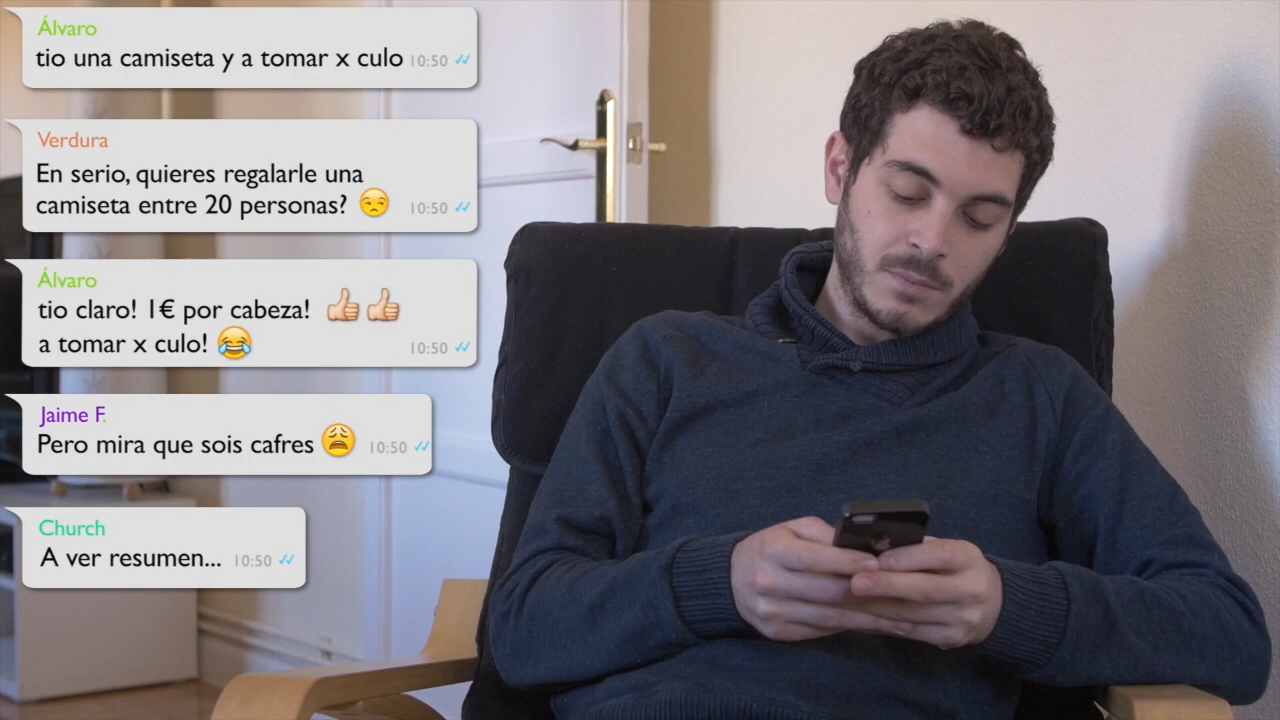 Álvaro
tio una camiseta y a tomar x culo 10:50
Verdura
En serio, quieres regalarle una
camiseta entre 20 personas? 😒 10:50
Álvaro
tio claro! 1€ por cabeza! 👍👍
a tomar x culo! 😂 10:50
Jaime F.
Pero mira que sois cafres 😩 10:50
Church
A ver resumen... 10:50